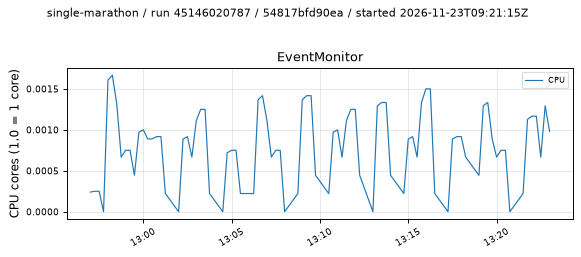 single-marathon / run 45146020787 / 54817bfd90ea / started 2026-11-23T09:21:15Z
EventMonitor
CPU
CPU cores (1.0 = 1 core)
0.0015
0.0010
0.0005
0.0000
13:00
13:05
13:10
13:15
13:20